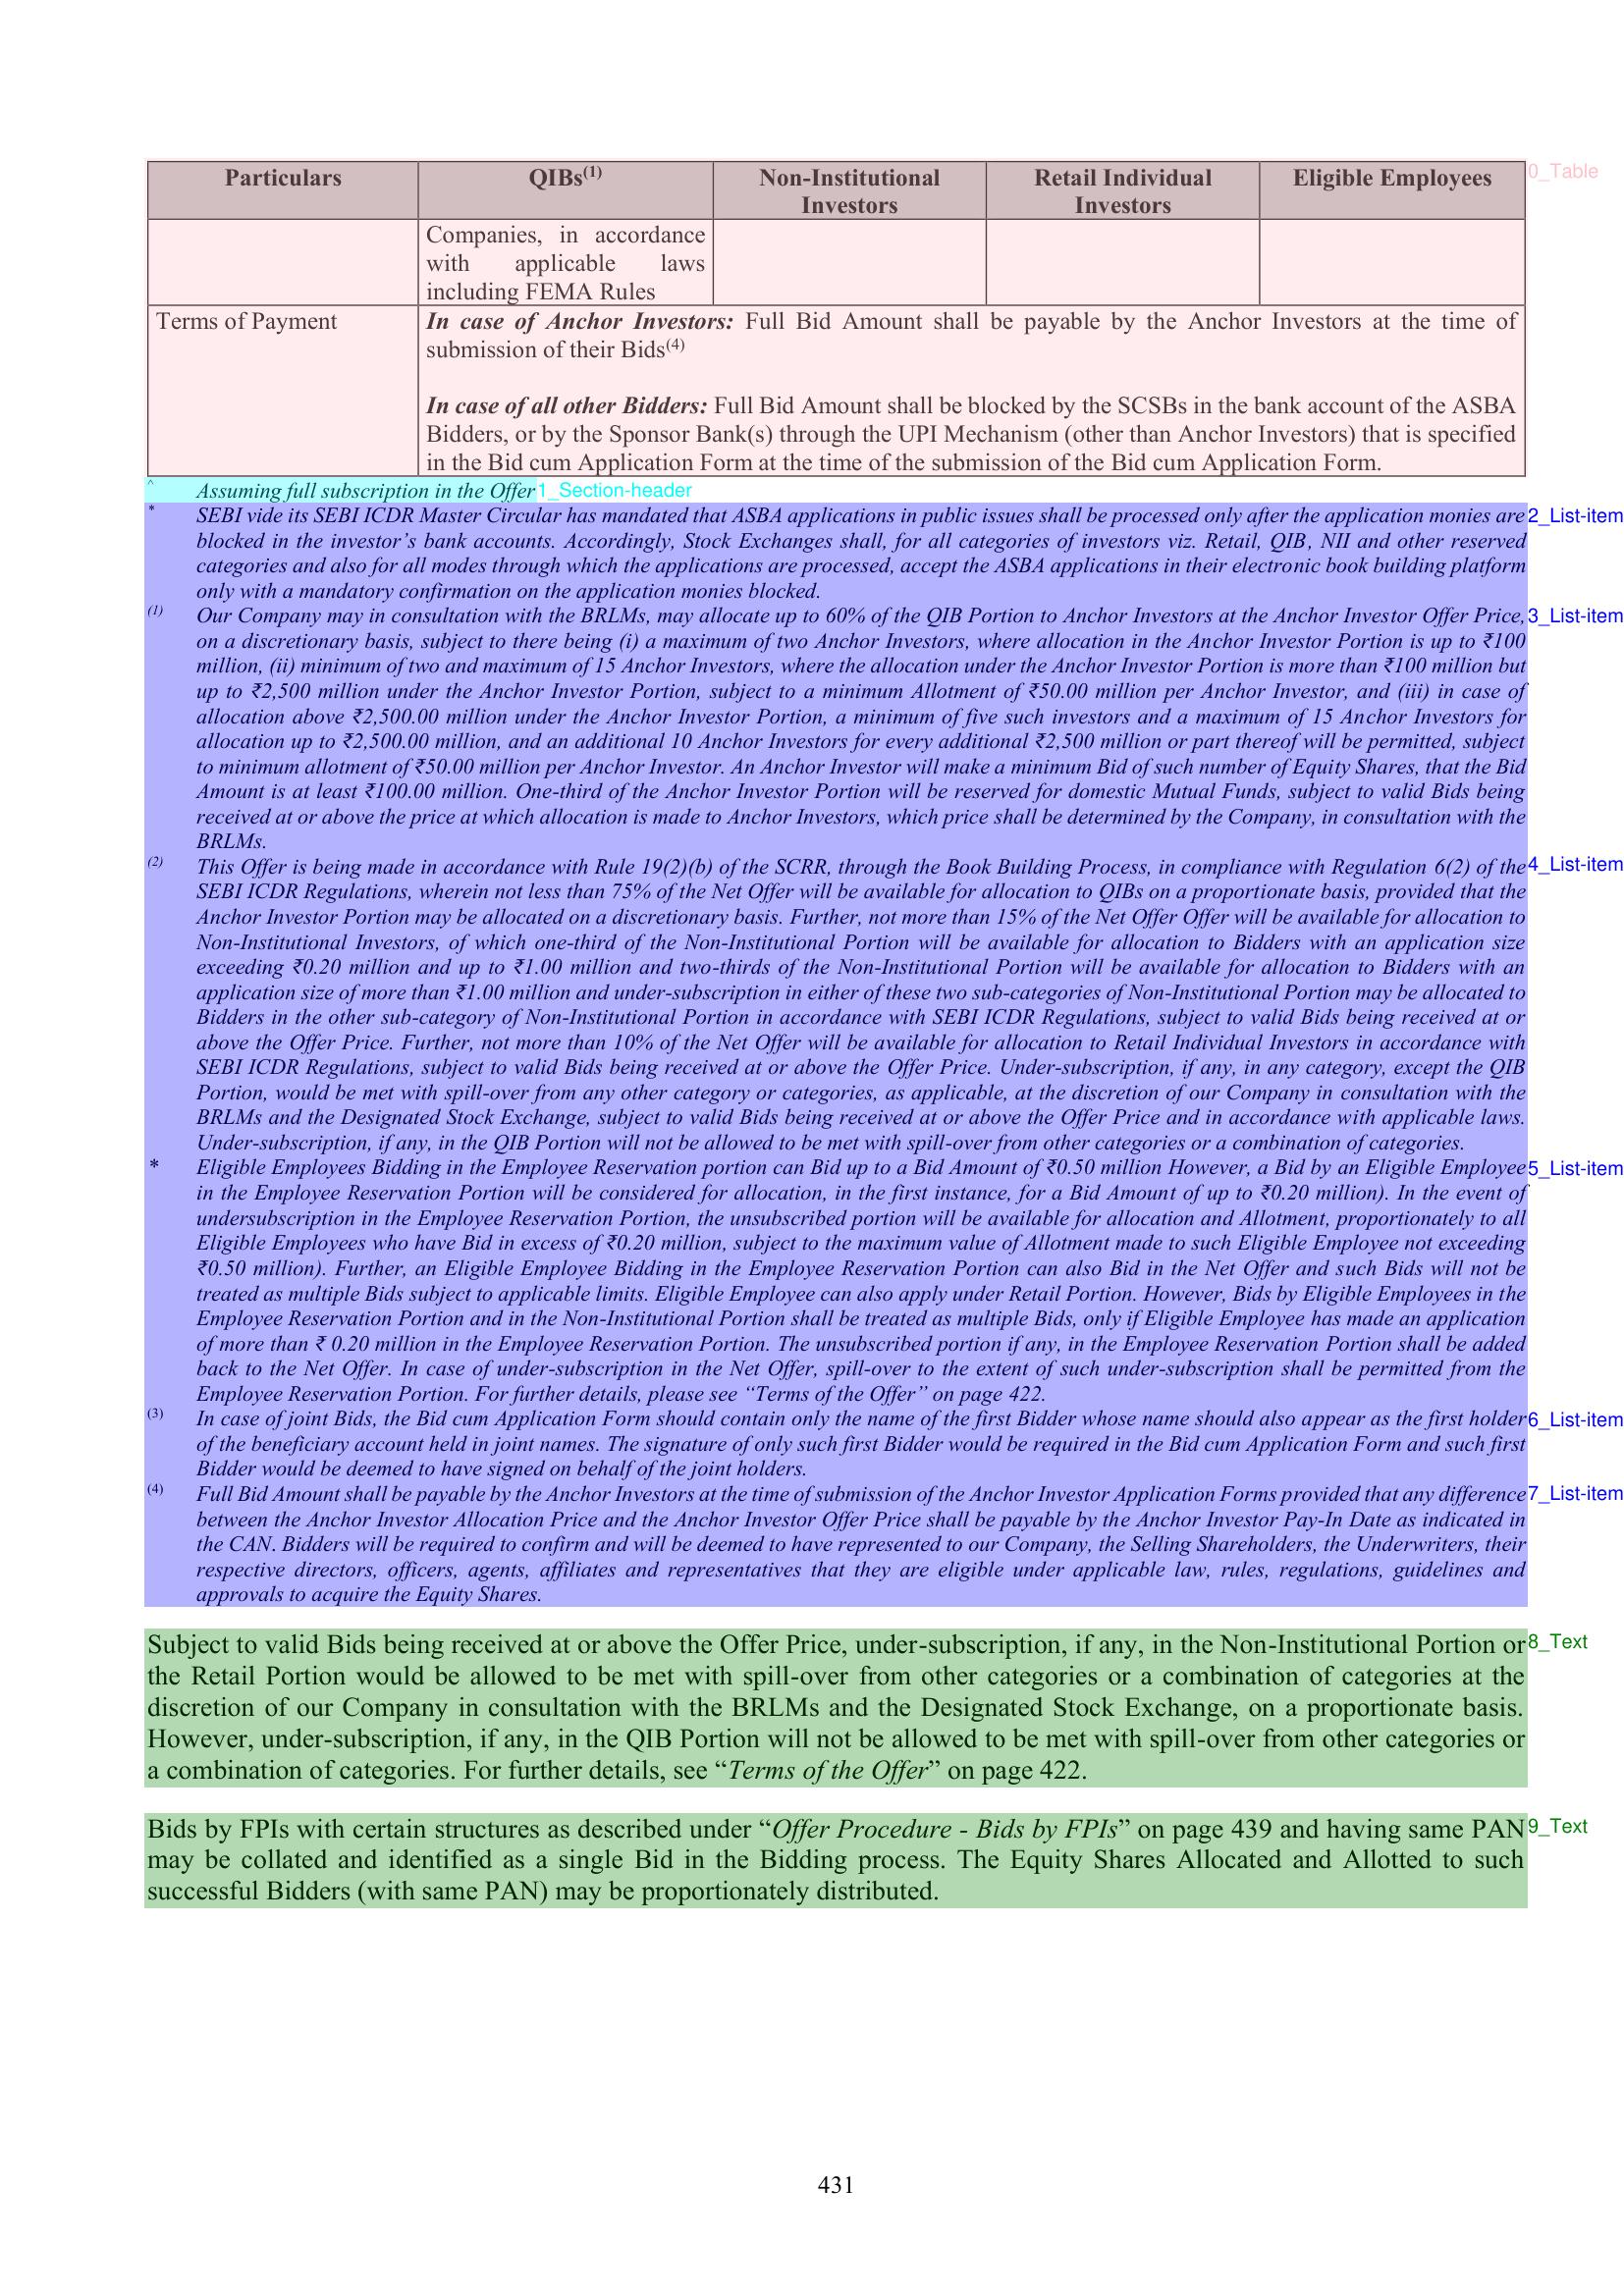 Particulars QIBs(1) Non-Institutional Investors Retail Individual Investors Eligible Employees 0_Table
Companies, in accordance
with applicable laws
including FEMA Rules
Terms of Payment In case of Anchor Investors: Full Bid Amount shall be payable by the Anchor Investors at the time of
submission of their Bids(4)
In case of all other Bidders: Full Bid Amount shall be blocked by the SCSBs in the bank account of the ASBA
Bidders, or by the Sponsor Bank(s) through the UPI Mechanism (other than Anchor Investors) that is specified
in the Bid cum Application Form at the time of the submission of the Bid cum Application Form.
^ Assuming full subscription in the Offer 1_Section-header
* SEBI vide its SEBI ICDR Master Circular has mandated that ASBA applications in public issues shall be processed only after the application monies are 2_List-item
blocked in the investor’s bank accounts. Accordingly, Stock Exchanges shall, for all categories of investors viz. Retail, QIB, NII and other reserved
categories and also for all modes through which the applications are processed, accept the ASBA applications in their electronic book building platform
only with a mandatory confirmation on the application monies blocked.
(1) Our Company may in consultation with the BRLMs, may allocate up to 60% of the QIB Portion to Anchor Investors at the Anchor Investor Offer Price, 3_List-item
on a discretionary basis, subject to there being (i) a maximum of two Anchor Investors, where allocation in the Anchor Investor Portion is up to ₹100
million, (ii) minimum of two and maximum of 15 Anchor Investors, where the allocation under the Anchor Investor Portion is more than ₹100 million but
up to ₹2,500 million under the Anchor Investor Portion, subject to a minimum Allotment of ₹50.00 million per Anchor Investor, and (iii) in case of
allocation above ₹2,500.00 million under the Anchor Investor Portion, a minimum of five such investors and a maximum of 15 Anchor Investors for
allocation up to ₹2,500.00 million, and an additional 10 Anchor Investors for every additional ₹2,500 million or part thereof will be permitted, subject
to minimum allotment of ₹50.00 million per Anchor Investor. An Anchor Investor will make a minimum Bid of such number of Equity Shares, that the Bid
Amount is at least ₹100.00 million. One-third of the Anchor Investor Portion will be reserved for domestic Mutual Funds, subject to valid Bids being
received at or above the price at which allocation is made to Anchor Investors, which price shall be determined by the Company, in consultation with the
BRLMs.
(2) This Offer is being made in accordance with Rule 19(2)(b) of the SCRR, through the Book Building Process, in compliance with Regulation 6(2) of the 4_List-item
SEBI ICDR Regulations, wherein not less than 75% of the Net Offer will be available for allocation to QIBs on a proportionate basis, provided that the
Anchor Investor Portion may be allocated on a discretionary basis. Further, not more than 15% of the Net Offer Offer will be available for allocation to
Non-Institutional Investors, of which one-third of the Non-Institutional Portion will be available for allocation to Bidders with an application size
exceeding ₹0.20 million and up to ₹1.00 million and two-thirds of the Non-Institutional Portion will be available for allocation to Bidders with an
application size of more than ₹1.00 million and under-subscription in either of these two sub-categories of Non-Institutional Portion may be allocated to
Bidders in the other sub-category of Non-Institutional Portion in accordance with SEBI ICDR Regulations, subject to valid Bids being received at or
above the Offer Price. Further, not more than 10% of the Net Offer will be available for allocation to Retail Individual Investors in accordance with
SEBI ICDR Regulations, subject to valid Bids being received at or above the Offer Price. Under-subscription, if any, in any category, except the QIB
Portion, would be met with spill-over from any other category or categories, as applicable, at the discretion of our Company in consultation with the
BRLMs and the Designated Stock Exchange, subject to valid Bids being received at or above the Offer Price and in accordance with applicable laws.
Under-subscription, if any, in the QIB Portion will not be allowed to be met with spill-over from other categories or a combination of categories.
* Eligible Employees Bidding in the Employee Reservation portion can Bid up to a Bid Amount of ₹0.50 million However, a Bid by an Eligible Employee 5_List-item
in the Employee Reservation Portion will be considered for allocation, in the first instance, for a Bid Amount of up to ₹0.20 million). In the event of
undersubscription in the Employee Reservation Portion, the unsubscribed portion will be available for allocation and Allotment, proportionately to all
Eligible Employees who have Bid in excess of ₹0.20 million, subject to the maximum value of Allotment made to such Eligible Employee not exceeding
₹0.50 million). Further, an Eligible Employee Bidding in the Employee Reservation Portion can also Bid in the Net Offer and such Bids will not be
treated as multiple Bids subject to applicable limits. Eligible Employee can also apply under Retail Portion. However, Bids by Eligible Employees in the
Employee Reservation Portion and in the Non-Institutional Portion shall be treated as multiple Bids, only if Eligible Employee has made an application
of more than ₹ 0.20 million in the Employee Reservation Portion. The unsubscribed portion if any, in the Employee Reservation Portion shall be added
back to the Net Offer. In case of under-subscription in the Net Offer, spill-over to the extent of such under-subscription shall be permitted from the
Employee Reservation Portion. For further details, please see “Terms of the Offer” on page 422.
(3) In case of joint Bids, the Bid cum Application Form should contain only the name of the first Bidder whose name should also appear as the first holder 6_List-item
of the beneficiary account held in joint names. The signature of only such first Bidder would be required in the Bid cum Application Form and such first
Bidder would be deemed to have signed on behalf of the joint holders.
(4) Full Bid Amount shall be payable by the Anchor Investors at the time of submission of the Anchor Investor Application Forms provided that any difference 7_List-item
between the Anchor Investor Allocation Price and the Anchor Investor Offer Price shall be payable by the Anchor Investor Pay-In Date as indicated in
the CAN. Bidders will be required to confirm and will be deemed to have represented to our Company, the Selling Shareholders, the Underwriters, their
respective directors, officers, agents, affiliates and representatives that they are eligible under applicable law, rules, regulations, guidelines and
approvals to acquire the Equity Shares.
Subject to valid Bids being received at or above the Offer Price, under-subscription, if any, in the Non-Institutional Portion or 8_Text
the Retail Portion would be allowed to be met with spill-over from other categories or a combination of categories at the
discretion of our Company in consultation with the BRLMs and the Designated Stock Exchange, on a proportionate basis.
However, under-subscription, if any, in the QIB Portion will not be allowed to be met with spill-over from other categories or
a combination of categories. For further details, see “Terms of the Offer” on page 422.
Bids by FPIs with certain structures as described under “Offer Procedure - Bids by FPIs” on page 439 and having same PAN 9_Text
may be collated and identified as a single Bid in the Bidding process. The Equity Shares Allocated and Allotted to such
successful Bidders (with same PAN) may be proportionately distributed.
431